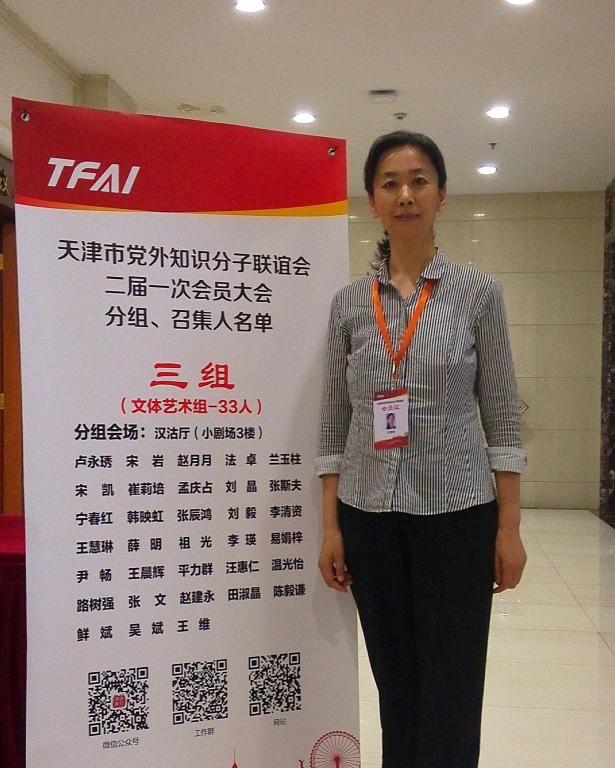 TFAI
天津市党外知识分子联谊会
二届一次会员大会
分组、召集人名单
三组
（文体艺术组-33人）
分组会场：汉沽厅（小剧场3楼）
卢永琇 宋岩 赵月月 法卓 兰玉柱
宋凯 崔莉培 孟庆占 刘晶 张斯夫
宁春红 韩映虹 张辰鸿 刘毅 李清资
王慧琳 薛明 祖光 李瑛 易娟梓
尹畅 王晨辉 平力群 汪惠仁 温光怡
路树强 张文 赵建永 田淑晶 陈毅谦
鲜斌 吴斌 王维
微信公众号 工作群 网站
会员证